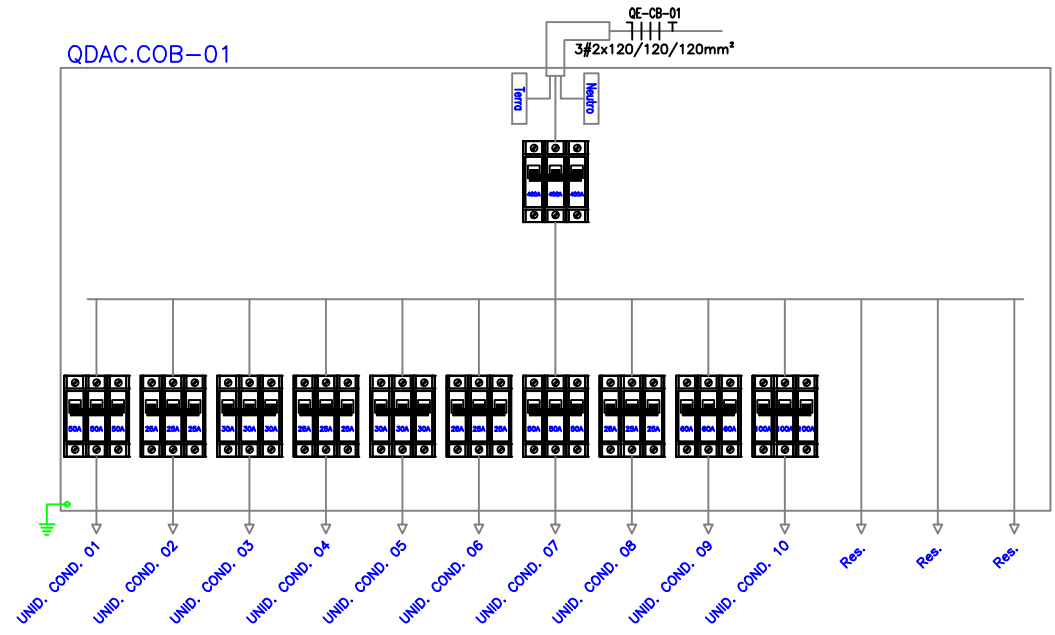 QE-CB-01
QDAC.COB-01
3#2x120/120/120mm²
Terra
Neutro
400A 400A 400A
50A 50A 50A
25A 25A 25A
30A 30A 30A
25A 25A 25A
30A 30A 30A
25A 25A 25A
50A 50A 50A
25A 25A 25A
60A 60A 60A
100A 100A 100A
UNID. COND. 01
UNID. COND. 02
UNID. COND. 03
UNID. COND. 04
UNID. COND. 05
UNID. COND. 06
UNID. COND. 07
UNID. COND. 08
UNID. COND. 09
UNID. COND. 10
Res.
Res.
Res.